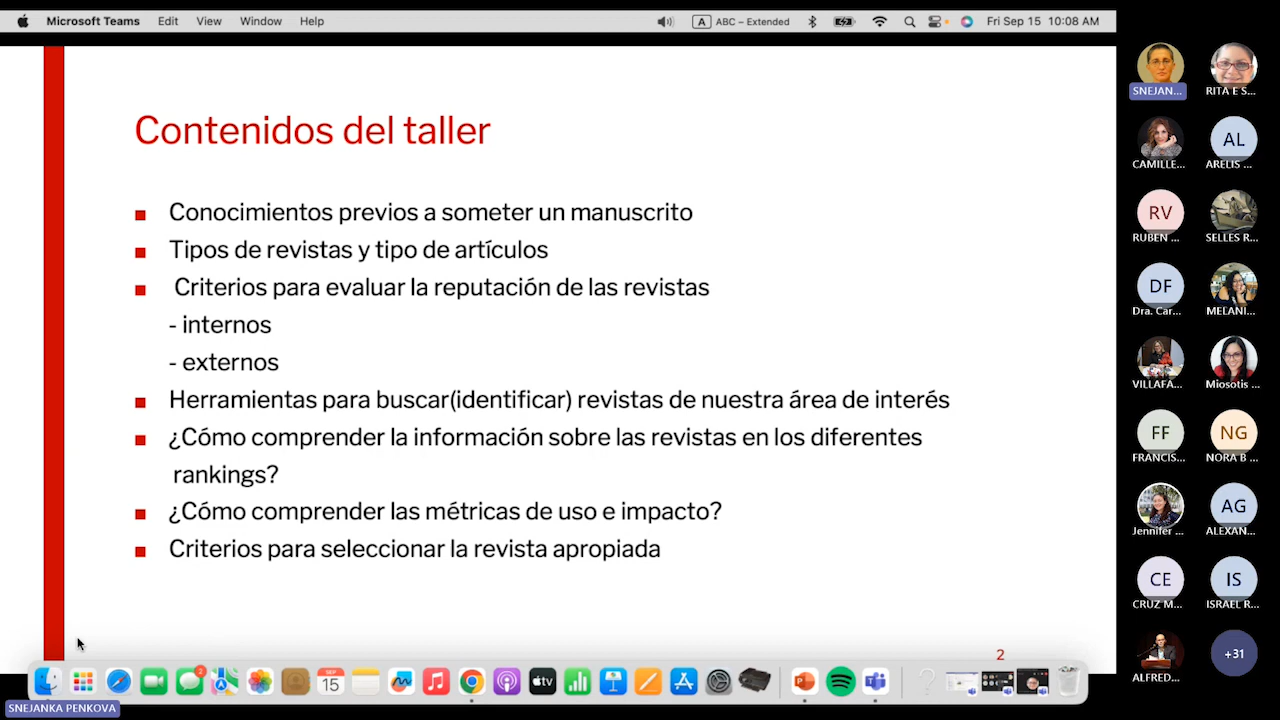 Microsoft Teams Edit View Window Help A ABC – Extended Fri Sep 15 10:08 AM
Contenidos del taller
■ Conocimientos previos a someter un manuscrito
■ Tipos de revistas y tipo de artículos
■ Criterios para evaluar la reputación de las revistas
- internos
- externos
■ Herramientas para buscar(identificar) revistas de nuestra área de interés
■ ¿Cómo comprender la información sobre las revistas en los diferentes
rankings?
■ ¿Cómo comprender las métricas de uso e impacto?
■ Criterios para seleccionar la revista apropiada
2
2
SEP
15
tv
SNEJANKA PENKOVA
SNEJAN... RITA E S...
AL
CAMILLE... ARELIS ...
RV
RUBEN ... SELLES R...
DF
Dra. Car... MELANI...
VILLAFA... Miosotis ...
FF NG
FRANCIS... NORA B ...
AG
Jennifer ... ALEXAN...
CE IS
CRUZ M... ISRAEL R...
+31
ALFRED...